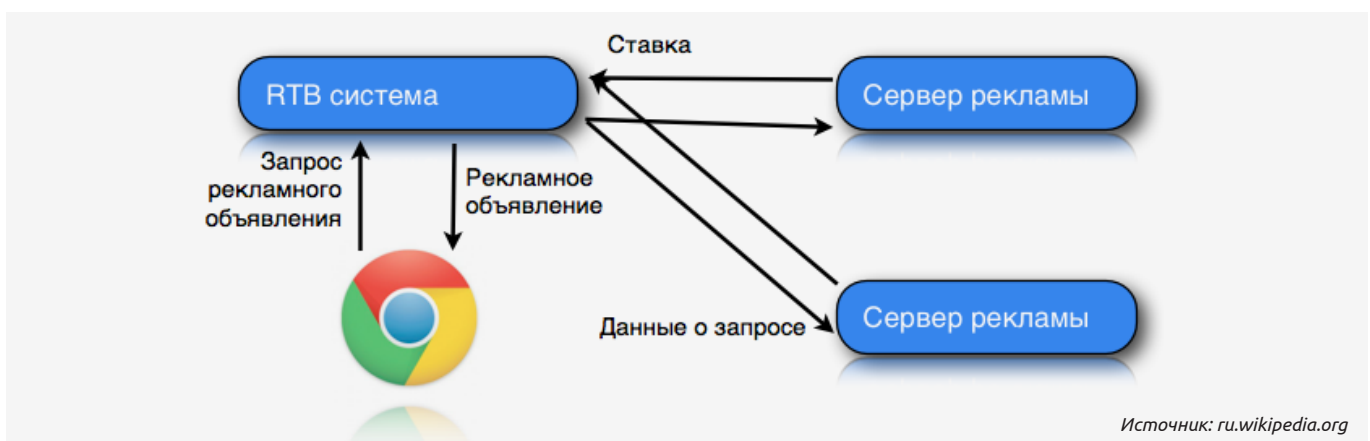 Ставка
RTB система
Сервер рекламы
Запрос
рекламного
объявления
Рекламное
объявление
Данные о запросе
Сервер рекламы
Источник: ru.wikipedia.org